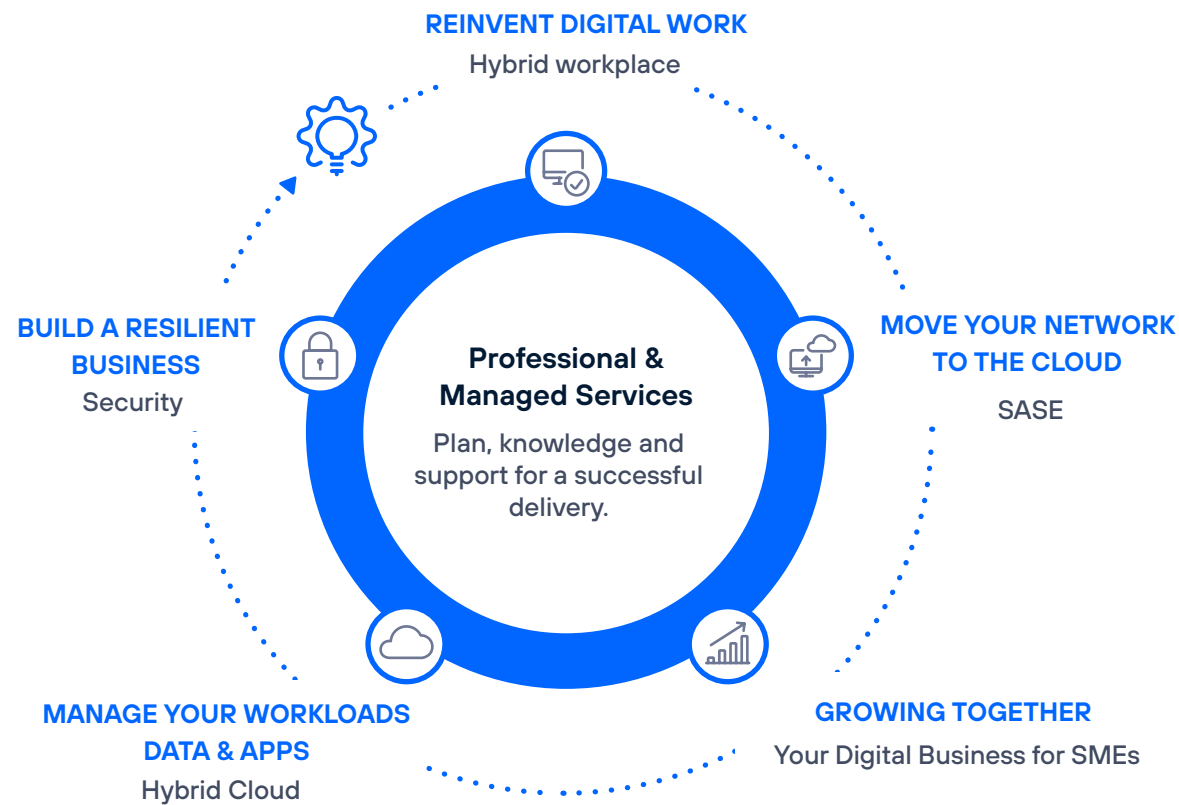 REINVENT DIGITAL WORK
Hybrid workplace
MOVE YOUR NETWORK
TO THE CLOUD
SASE
GROWING TOGETHER
Your Digital Business for SMEs
MANAGE YOUR WORKLOADS
DATA & APPS
Hybrid Cloud
BUILD A RESILIENT
BUSINESS
Security
Professional &
Managed Services
Plan, knowledge and
support for a successful
delivery.